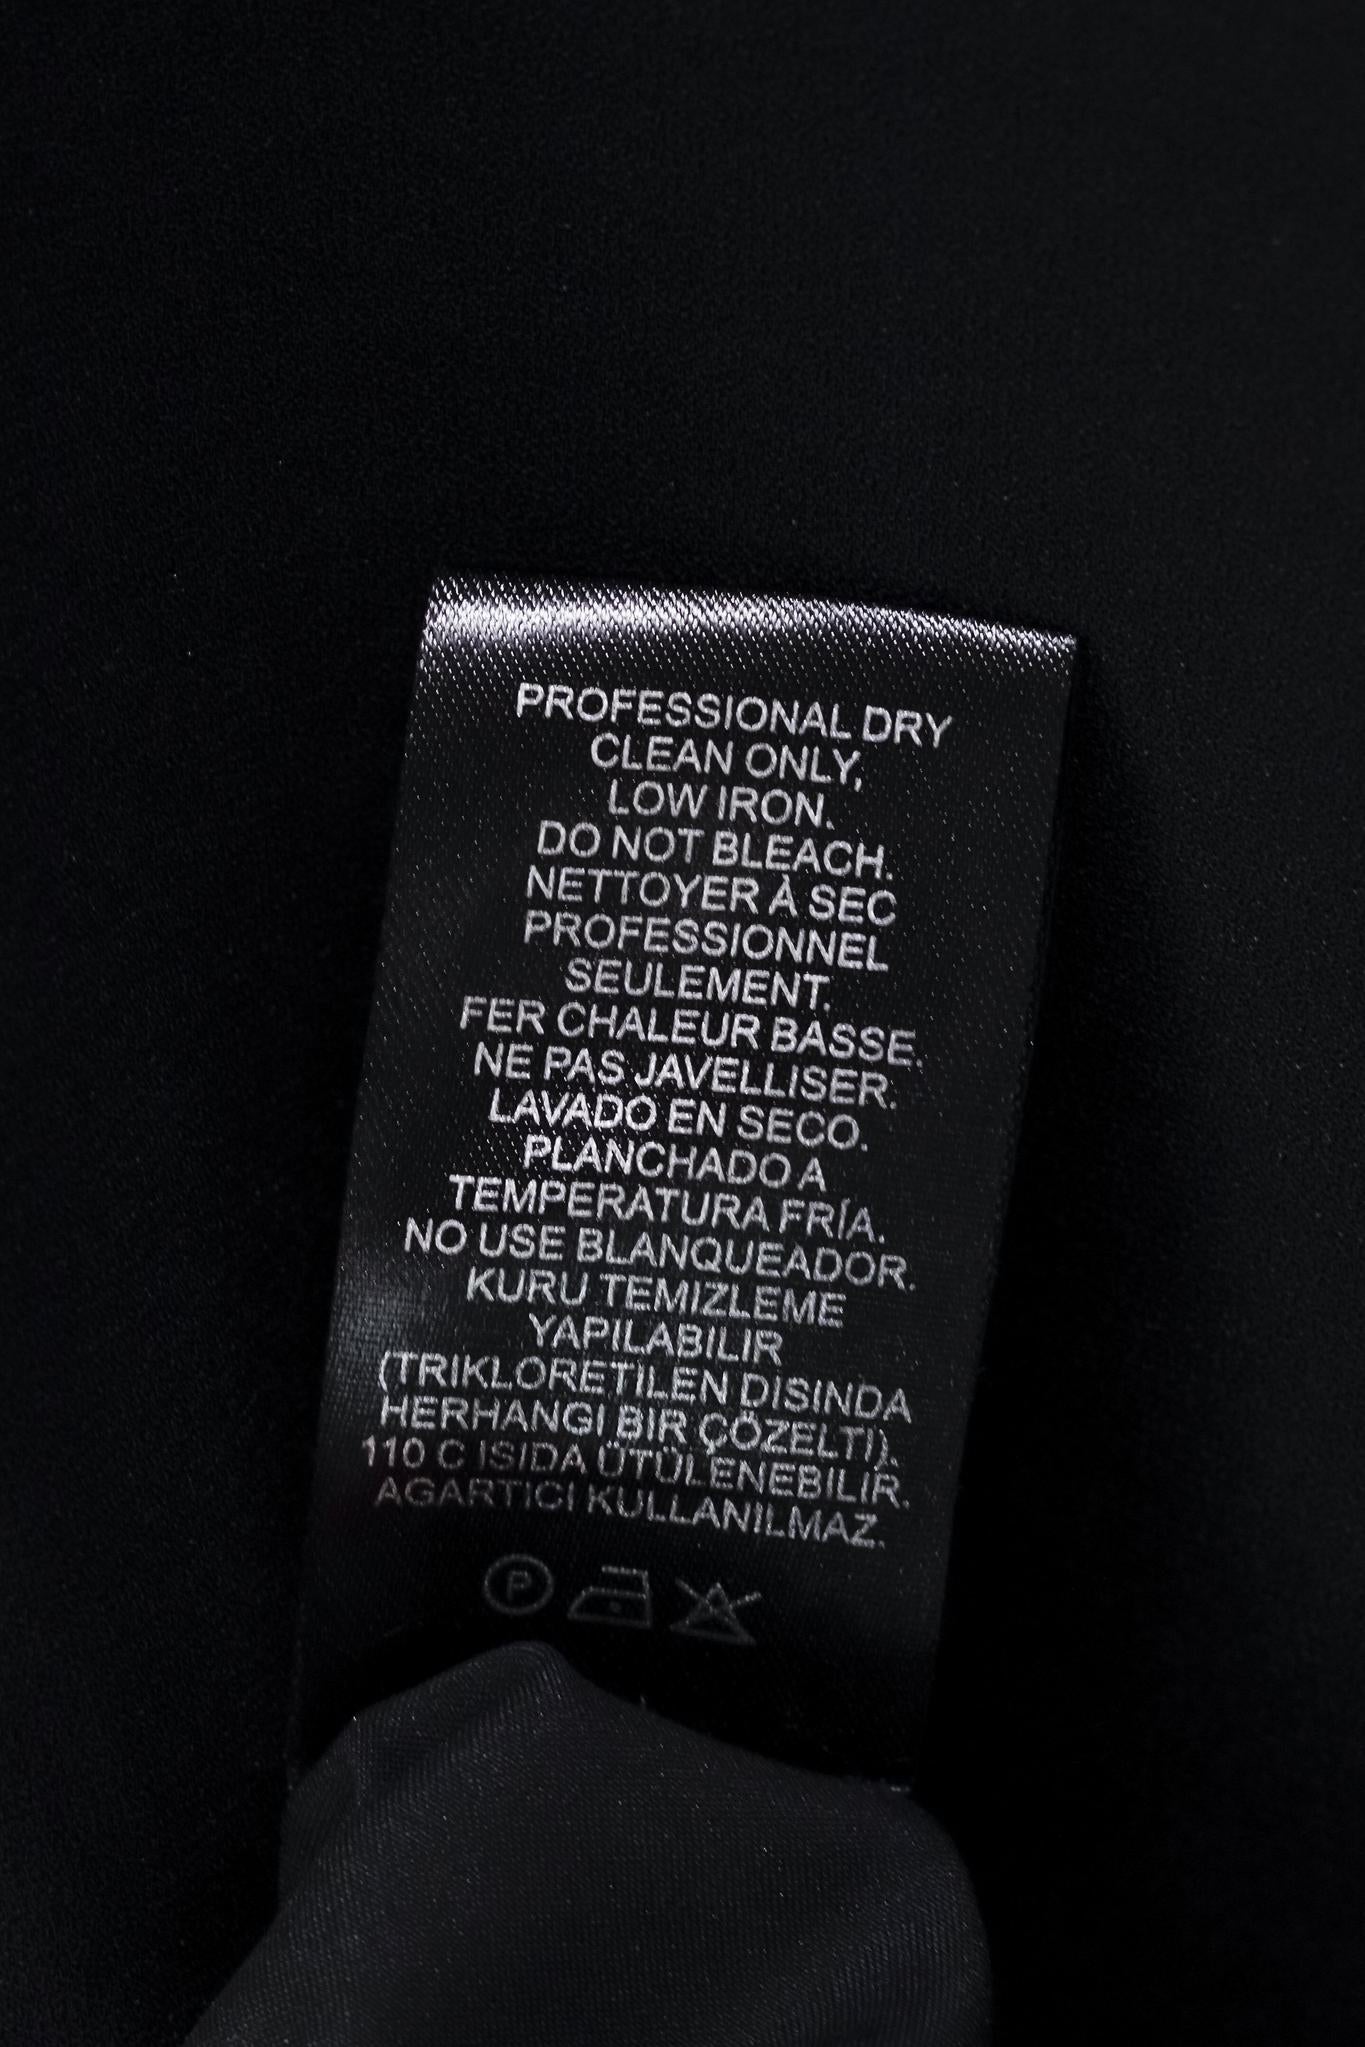 PROFESSIONAL DRY
CLEAN ONLY,
LOW IRON.
DO NOT BLEACH.
NETTOYER À SEC
PROFESSIONNEL
SEULEMENT.
FER CHALEUR BASSE.
NE PAS JAVELLISER.
LAVADO EN SECO.
PLANCHADO A
TEMPERATURA FRÍA.
NO USE BLANQUEADOR.
KURU TEMIZLEME
YAPILABILIR
(TRIKLORETILEN DISINDA
HERHANGI BIR ÇÖZELTI).
110 C ISIDA ÜTÜLENEBILIR.
AGARTICI KULLANILMAZ.
P